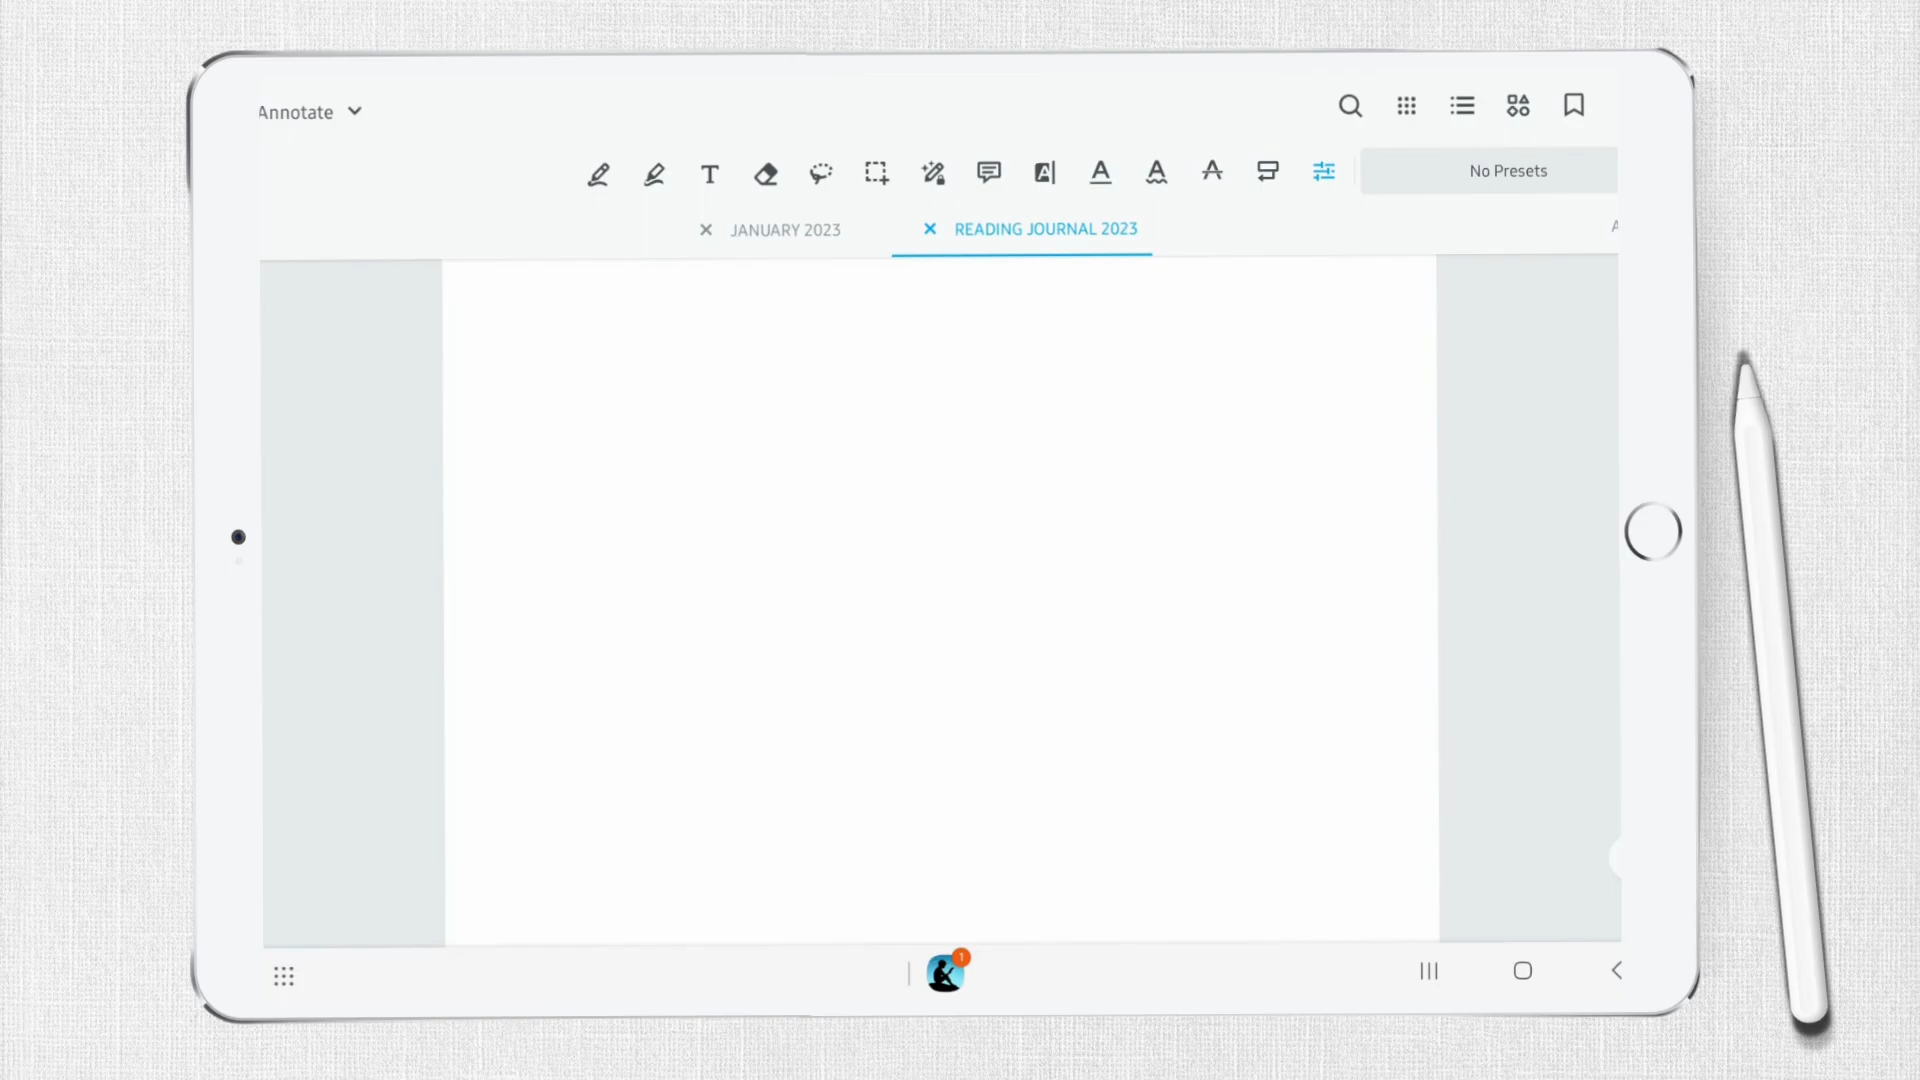 Annotate
No Presets
JANUARY 2023
READING JOURNAL 2023
A
1